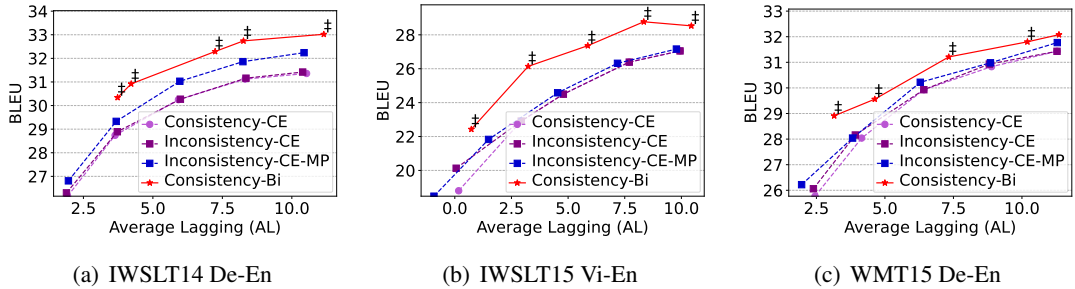 33
32
31
30
29
28
27
BLEU
2.5 5.0 7.5 10.0
Average Lagging (AL)
Consistency-CE
Inconsistency-CE
Inconsistency-CE-MP
Consistency-Bi
‡ ‡ ‡ ‡ ‡
(a) IWSLT14 De-En
28
26
24
22
20
BLEU
0.0 2.5 5.0 7.5 10.0
Average Lagging (AL)
Consistency-CE
Inconsistency-CE
Inconsistency-CE-MP
Consistency-Bi
‡ ‡ ‡ ‡ ‡
(b) IWSLT15 Vi-En
33
32
31
30
29
28
27
26
BLEU
2.5 5.0 7.5 10.0
Average Lagging (AL)
Consistency-CE
Inconsistency-CE
Inconsistency-CE-MP
Consistency-Bi
‡ ‡ ‡ ‡
(c) WMT15 De-En